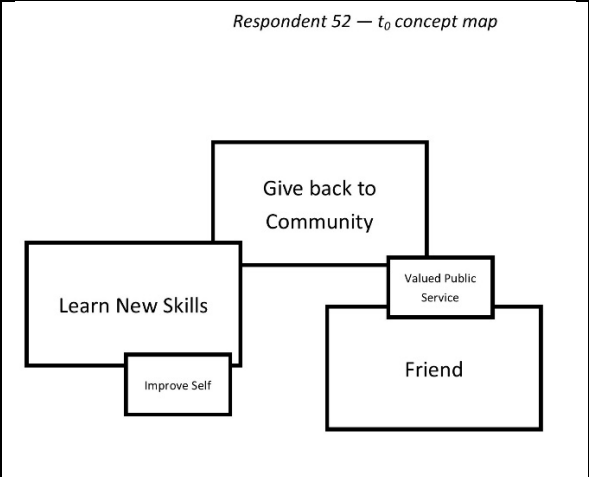 Respondent 52 — t₀ concept map
Give back to
Community
Valued Public
Service
Learn New Skills
Friend
Improve Self